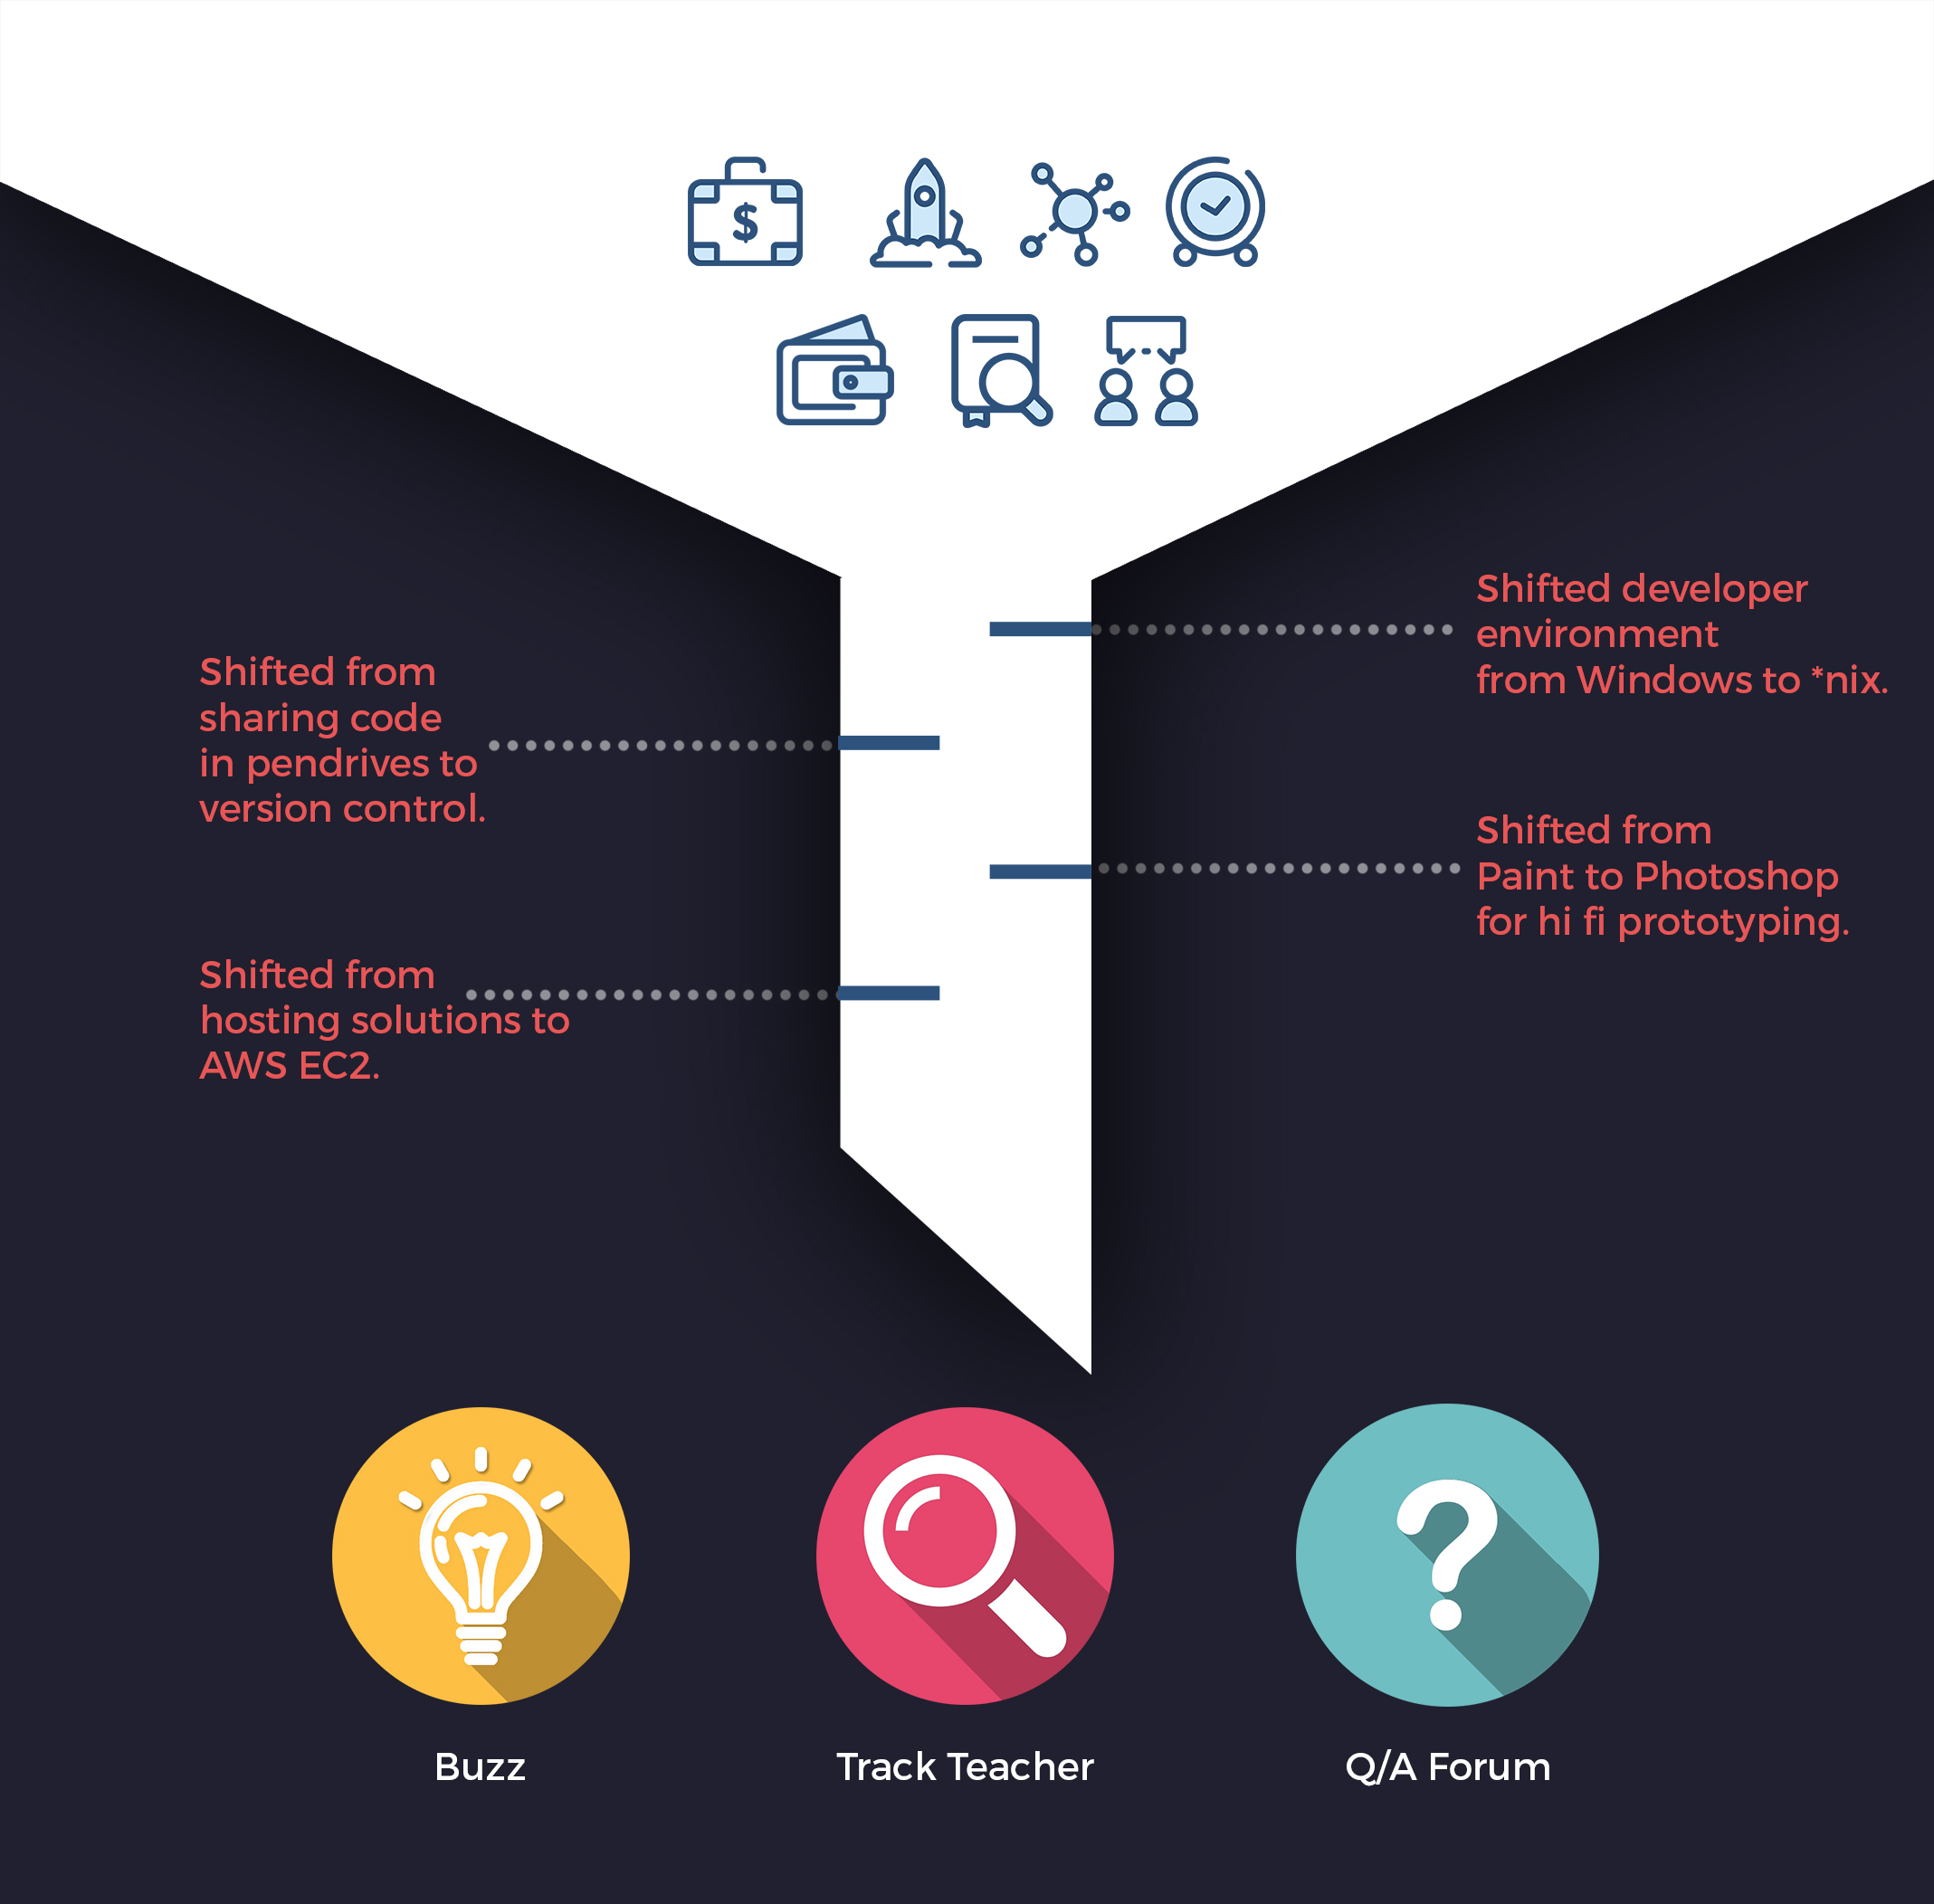 Shifted developer
environment
from Windows to *nix.
Shifted from
sharing code
in pendrives to
version control.
Shifted from
Paint to Photoshop
for hi fi prototyping.
Shifted from
hosting solutions to
AWS EC2.
$
?
Buzz
Track Teacher
Q/A Forum